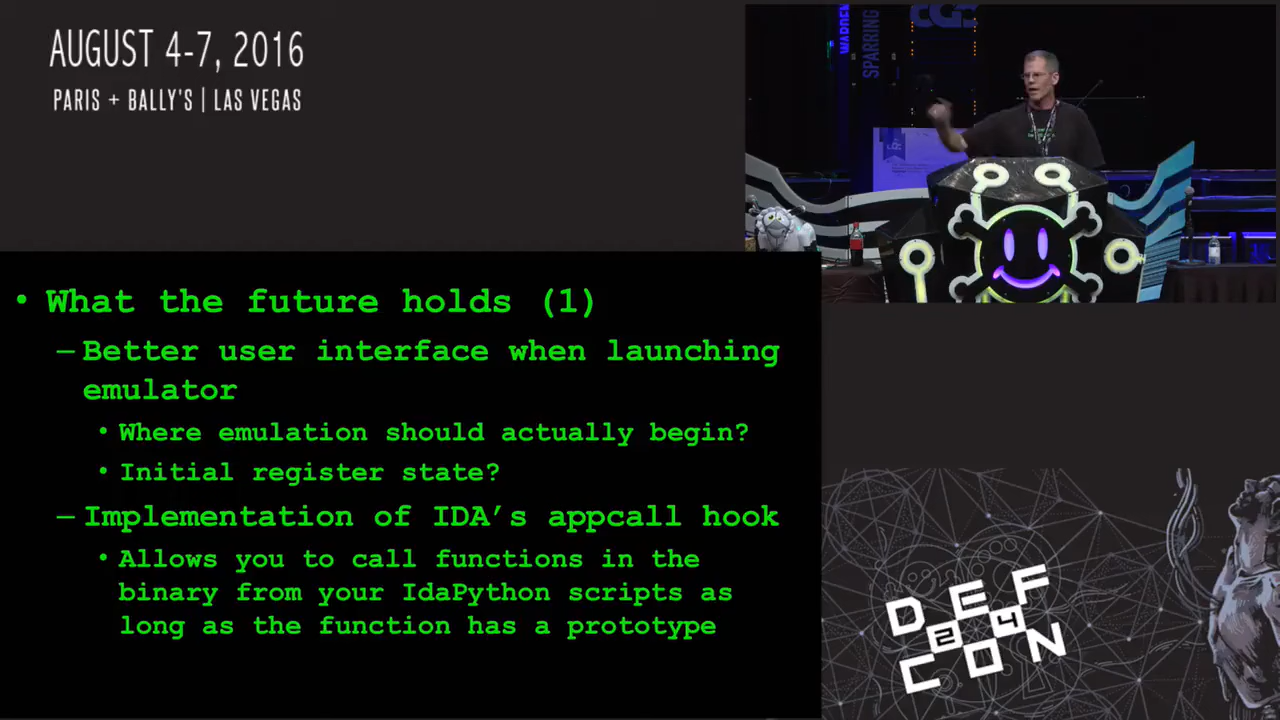 AUGUST 4-7, 2016
PARIS + BALLY'S | LAS VEGAS
WARDEN
SPARRING
• What the future holds (1)
– Better user interface when launching
emulator
• Where emulation should actually begin?
• Initial register state?
– Implementation of IDA’s appcall hook
• Allows you to call functions in the
binary from your IdaPython scripts as
long as the function has a prototype
DEF
24
CON